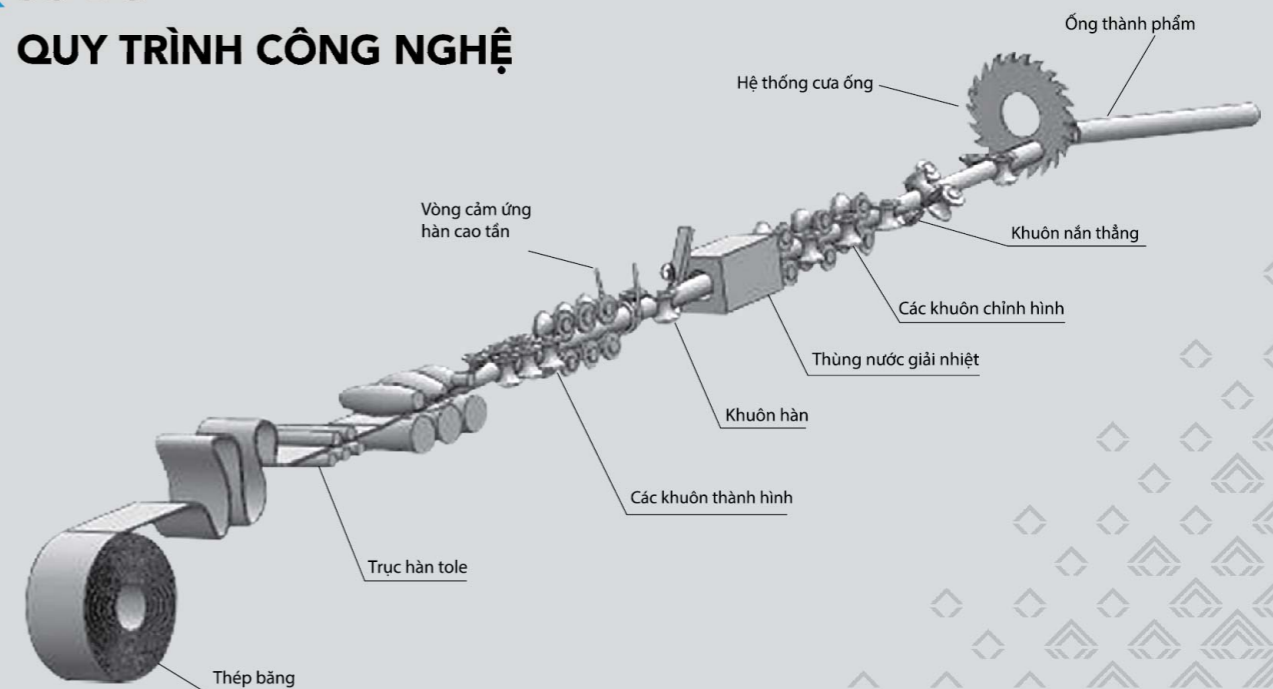 QUY TRÌNH CÔNG NGHỆ
Ống thành phẩm
Hệ thống cưa ống
Vòng cảm ứng
hàn cao tần
Khuôn nắn thẳng
Các khuôn chỉnh hình
Thùng nước giải nhiệt
Khuôn hàn
Các khuôn thành hình
Trục hàn tole
Thép băng